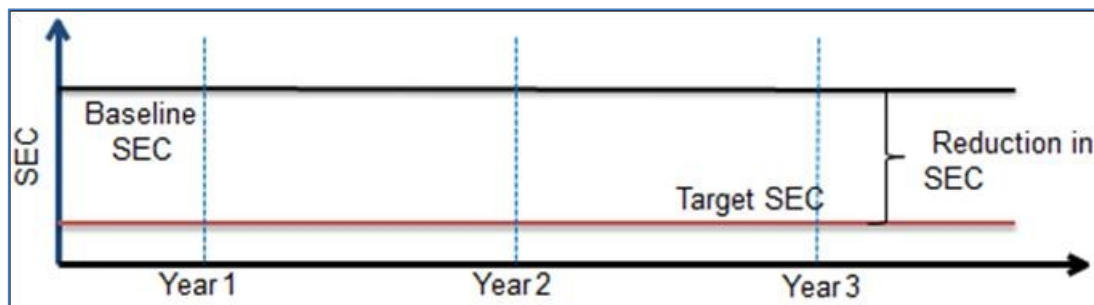 Baseline
SEC
SEC
Reduction in
SEC
Target SEC
Year 1
Year 2
Year 3